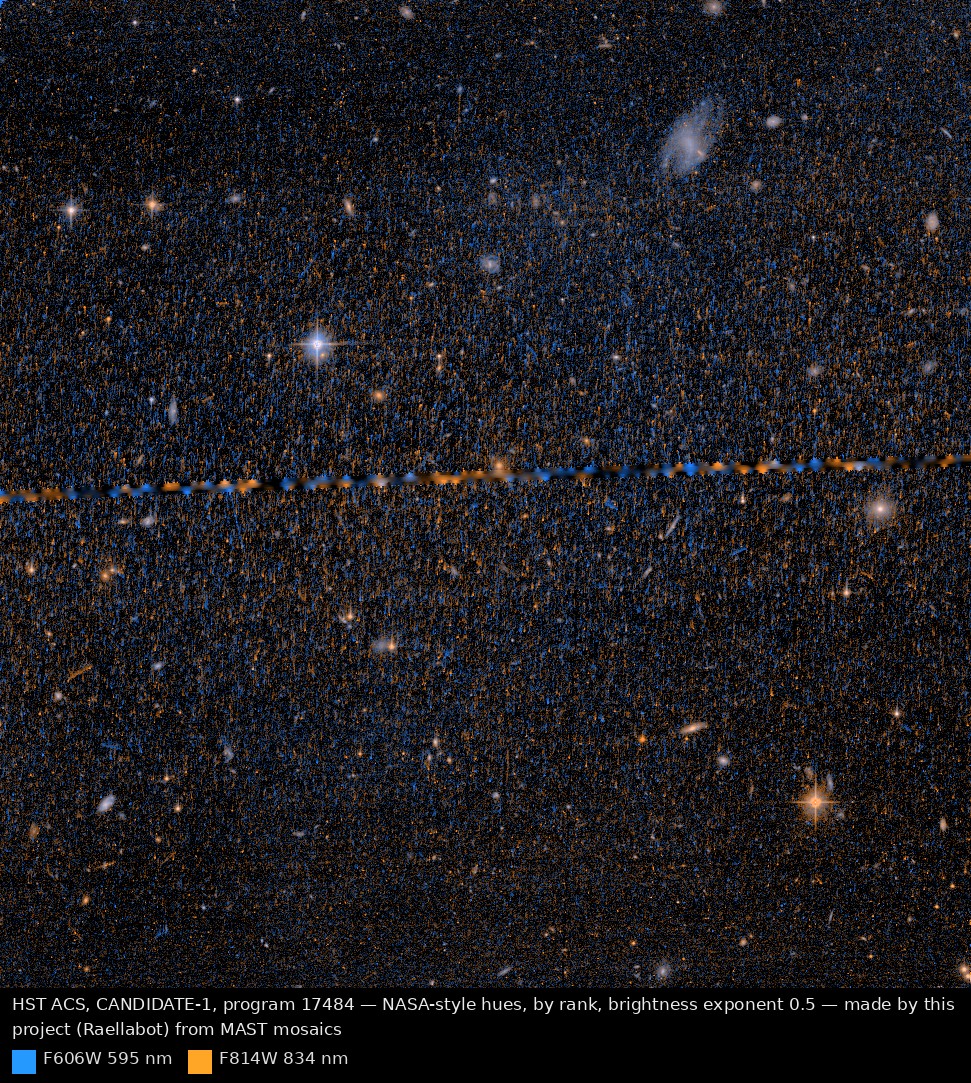 HST ACS, CANDIDATE-1, program 17484 — NASA-style hues, by rank, brightness exponent 0.5 — made by this
project (Raellabot) from MAST mosaics
F606W 595 nm F814W 834 nm